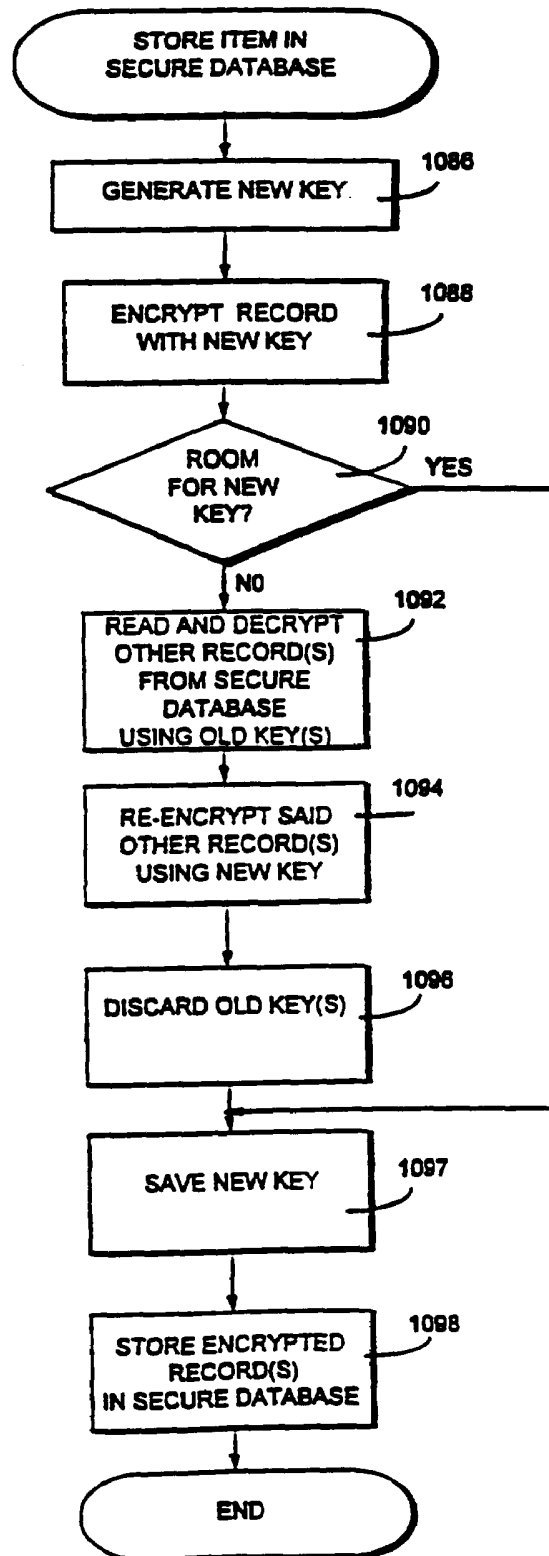 STORE ITEM IN
SECURE DATABASE
1086
GENERATE NEW KEY
1088
ENCRYPT RECORD
WITH NEW KEY
1090
ROOM
FOR NEW
KEY?
YES
NO
1092
READ AND DECRYPT
OTHER RECORD(S)
FROM SECURE
DATABASE
USING OLD KEY(S)
1094
RE-ENCRYPT SAID
OTHER RECORD(S)
USING NEW KEY
1096
DISCARD OLD KEY(S)
SAVE NEW KEY
1097
1098
STORE ENCRYPTED
RECORD(S)
IN SECURE DATABASE
END